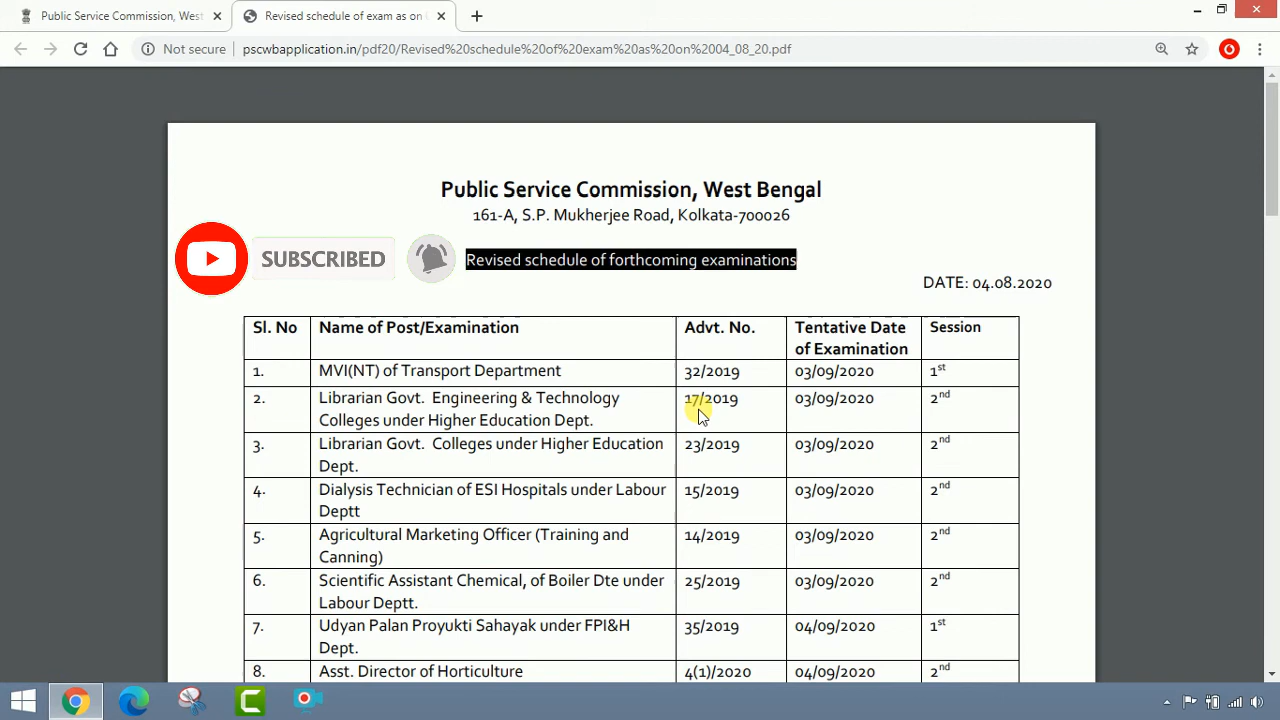 Public Service Commission, West
Revised schedule of exam as on
Not secure
pscwbapplication.in/pdf20/Revised%20schedule%20of%20exam%20as%20on%2004_08_20.pdf
Public Service Commission, West Bengal
161-A, S.P. Mukherjee Road, Kolkata-700026
SUBSCRIBED
Revised schedule of forthcoming examinations
DATE: 04.08.2020
Sl. No Name of Post/Examination Advt. No. Tentative Date of Examination Session
1. MVI(NT) of Transport Department 32/2019 03/09/2020 1st
2. Librarian Govt. Engineering & Technology 17/2019 03/09/2020 2nd
Colleges under Higher Education Dept.
3. Librarian Govt. Colleges under Higher Education 23/2019 03/09/2020 2nd
Dept.
4. Dialysis Technician of ESI Hospitals under Labour 15/2019 03/09/2020 2nd
Deptt
5. Agricultural Marketing Officer (Training and 14/2019 03/09/2020 2nd
Canning)
6. Scientific Assistant Chemical, of Boiler Dte under 25/2019 03/09/2020 2nd
Labour Deptt.
7. Udyan Palan Proyukti Sahayak under FPI&H 35/2019 04/09/2020 1st
Dept.
8. Asst. Director of Horticulture 4(1)/2020 04/09/2020 2nd